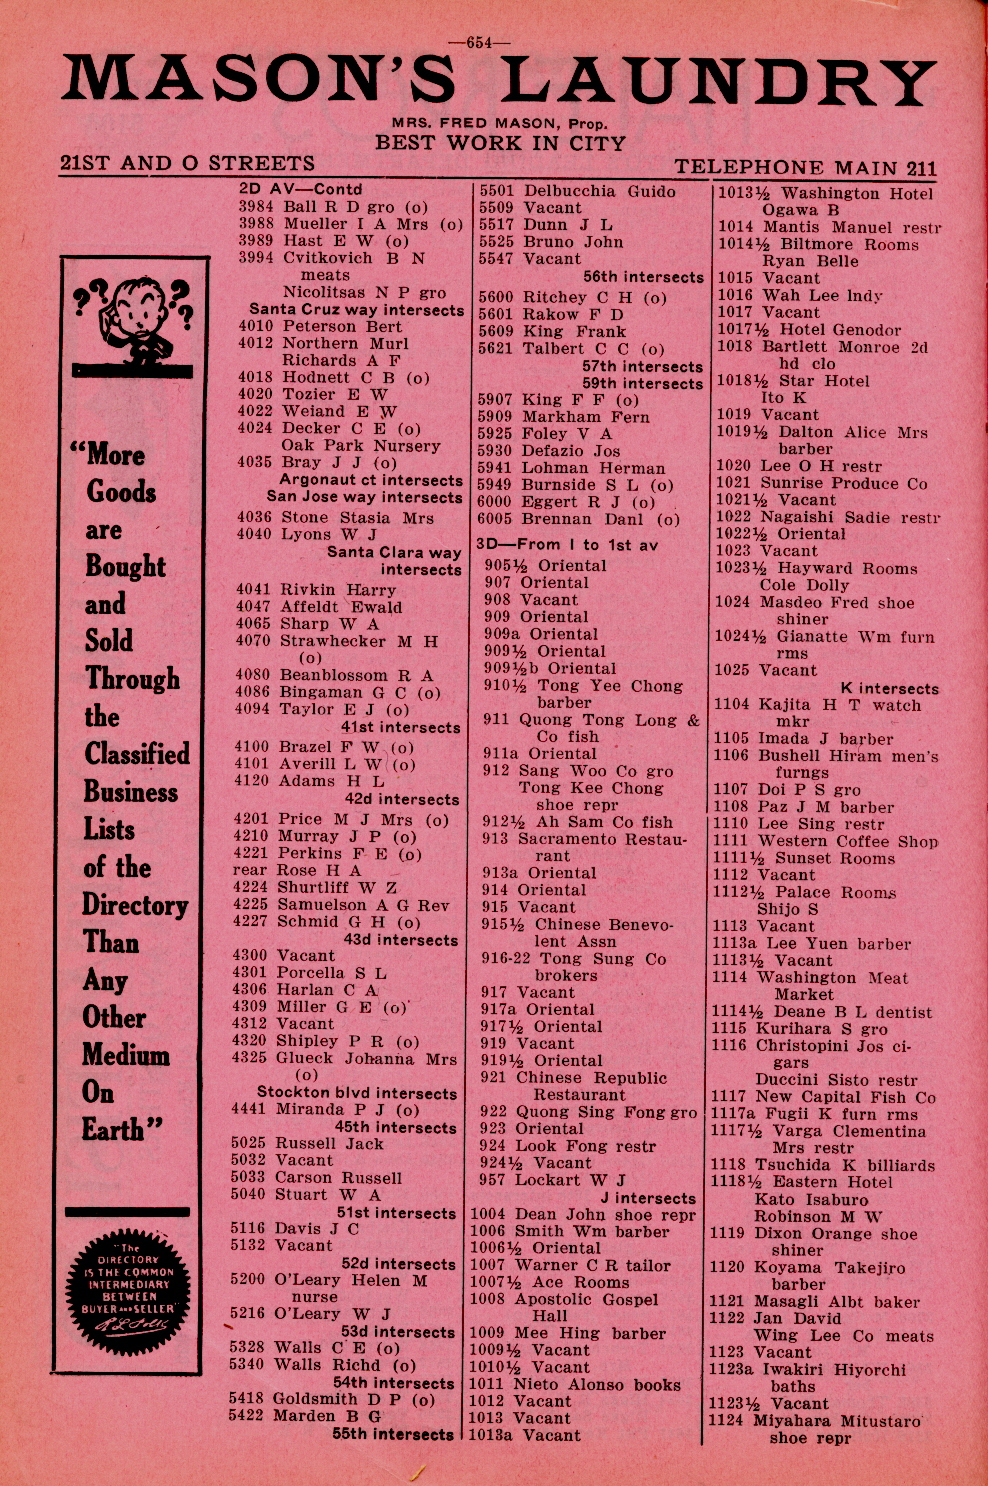 —654—
MASON'S LAUNDRY
MRS. FRED MASON, Prop.
BEST WORK IN CITY
21ST AND O STREETS
TELEPHONE MAIN 211
? ? ? ?
“More
Goods
are
Bought
and
Sold
Through
the
Classified
Business
Lists
of the
Directory
Than
Any
Other
Medium
On
Earth”
"The
DIRECTORY
IS THE COMMON
INTERMEDIARY
BETWEEN
BUYER AND SELLER"
R L Polk
2D AV—Contd
3984 Ball R D gro (o)
3988 Mueller I A Mrs (o)
3989 Hast E W (o)
3994 Cvitkovich B N
meats
Nicolitsas N P gro
Santa Cruz way intersects
4010 Peterson Bert
4012 Northern Murl
Richards A F
4018 Hodnett C B (o)
4020 Tozier E W
4022 Weiand E W
4024 Decker C E (o)
Oak Park Nursery
4035 Bray J J (o)
Argonaut ct intersects
San Jose way intersects
4036 Stone Stasia Mrs
4040 Lyons W J
Santa Clara way
intersects
4041 Rivkin Harry
4047 Affeldt Ewald
4065 Sharp W A
4070 Strawhecker M H
(o)
4080 Beanblossom R A
4086 Bingaman G C (o)
4094 Taylor E J (o)
41st intersects
4100 Brazel F W (o)
4101 Averill L W (o)
4120 Adams H L
42d intersects
4201 Price M J Mrs (o)
4210 Murray J P (o)
4221 Perkins F E (o)
rear Rose H A
4224 Shurtliff W Z
4225 Samuelson A G Rev
4227 Schmid G H (o)
43d intersects
4300 Vacant
4301 Porcella S L
4306 Harlan C A
4309 Miller G E (o)
4312 Vacant
4320 Shipley P R (o)
4325 Glueck Johanna Mrs
(o)
Stockton blvd intersects
4441 Miranda P J (o)
45th intersects
5025 Russell Jack
5032 Vacant
5033 Carson Russell
5040 Stuart W A
51st intersects
5116 Davis J C
5132 Vacant
52d intersects
5200 O'Leary Helen M
nurse
5216 O'Leary W J
53d intersects
5328 Walls C E (o)
5340 Walls Richd (o)
54th intersects
5418 Goldsmith D P (o)
5422 Marden B G
55th intersects
5501 Delbucchia Guido
5509 Vacant
5517 Dunn J L
5525 Bruno John
5547 Vacant
56th intersects
5600 Ritchey C H (o)
5601 Rakow F D
5609 King Frank
5621 Talbert C C (o)
57th intersects
59th intersects
5907 King F F (o)
5909 Markham Fern
5925 Foley V A
5930 Defazio Jos
5941 Lohman Herman
5949 Burnside S L (o)
6000 Eggert R J (o)
6005 Brennan Danl (o)
3D—From I to 1st av
905½ Oriental
907 Oriental
908 Vacant
909 Oriental
909a Oriental
909½ Oriental
909½b Oriental
910½ Tong Yee Chong
barber
911 Quong Tong Long &
Co fish
911a Oriental
912 Sang Woo Co gro
Tong Kee Chong
shoe repr
912½ Ah Sam Co fish
913 Sacramento Restau-
rant
913a Oriental
914 Oriental
915 Vacant
915½ Chinese Benevo-
lent Assn
916-22 Tong Sung Co
brokers
917 Vacant
917a Oriental
917½ Oriental
919 Vacant
919½ Oriental
921 Chinese Republic
Restaurant
922 Quong Sing Fong gro
923 Oriental
924 Look Fong restr
924½ Vacant
957 Lockart W J
J intersects
1004 Dean John shoe repr
1006 Smith Wm barber
1006½ Oriental
1007 Warner C R tailor
1007½ Ace Rooms
1008 Apostolic Gospel
Hall
1009 Mee Hing barber
1009½ Vacant
1010½ Vacant
1011 Nieto Alonso books
1012 Vacant
1013 Vacant
1013a Vacant
1013½ Washington Hotel
Ogawa B
1014 Mantis Manuel restr
1014½ Biltmore Rooms
Ryan Belle
1015 Vacant
1016 Wah Lee lndy
1017 Vacant
1017½ Hotel Genodor
1018 Bartlett Monroe 2d
hd clo
1018½ Star Hotel
Ito K
1019 Vacant
1019½ Dalton Alice Mrs
barber
1020 Lee O H restr
1021 Sunrise Produce Co
1021½ Vacant
1022 Nagaishi Sadie restr
1022½ Oriental
1023 Vacant
1023½ Hayward Rooms
Cole Dolly
1024 Masdeo Fred shoe
shiner
1024½ Gianatte Wm furn
rms
1025 Vacant
K intersects
1104 Kajita H T watch
mkr
1105 Imada J barber
1106 Bushell Hiram men's
furngs
1107 Doi P S gro
1108 Paz J M barber
1110 Lee Sing restr
1111 Western Coffee Shop
1111½ Sunset Rooms
1112 Vacant
1112½ Palace Rooms
Shijo S
1113 Vacant
1113a Lee Yuen barber
1113½ Vacant
1114 Washington Meat
Market
1114½ Deane B L dentist
1115 Kurihara S gro
1116 Christopini Jos ci-
gars
Duccini Sisto restr
1117 New Capital Fish Co
1117a Fugii K furn rms
1117½ Varga Clementina
Mrs restr
1118 Tsuchida K billiards
1118½ Eastern Hotel
Kato Isaburo
Robinson M W
1119 Dixon Orange shoe
shiner
1120 Koyama Takejiro
barber
1121 Masagli Albt baker
1122 Jan David
Wing Lee Co meats
1123 Vacant
1123a Iwakiri Hiyorchi
baths
1123½ Vacant
1124 Miyahara Mitustaro
shoe repr